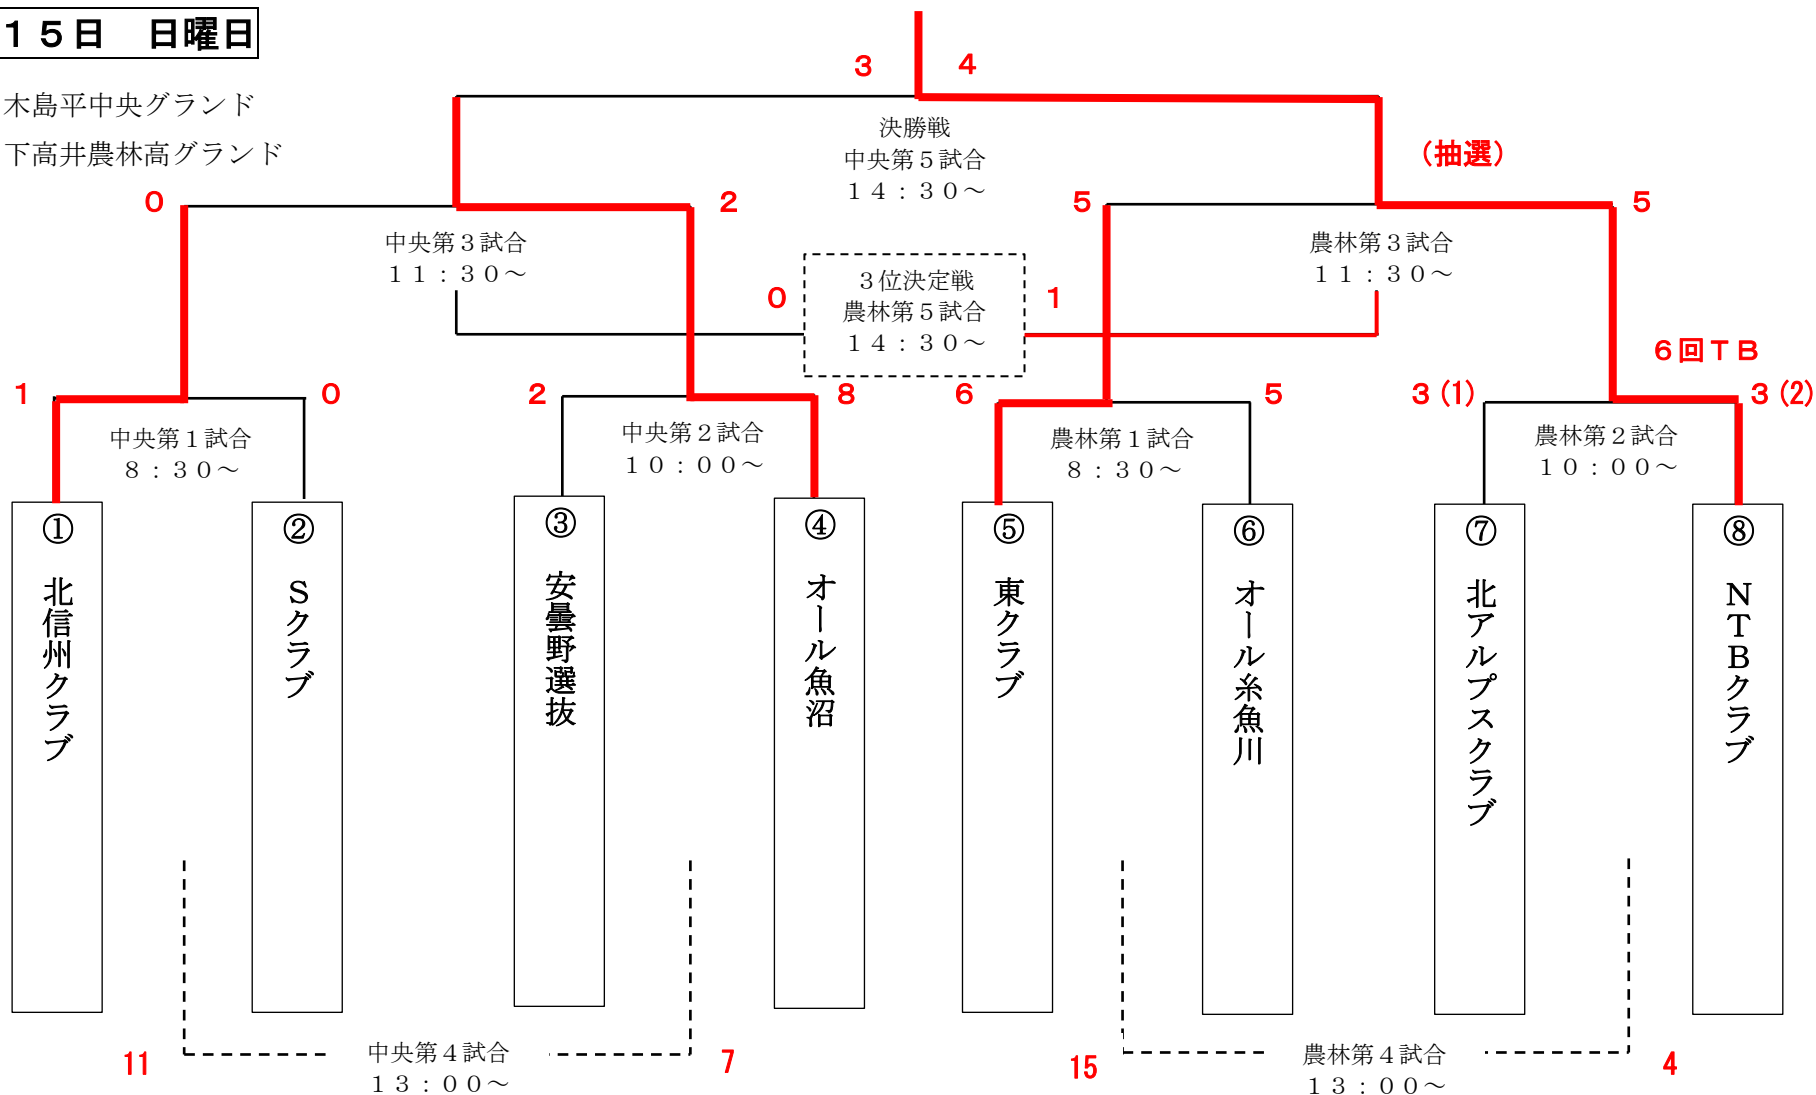 １５日　日曜日
木島平中央グランド
下高井農林高グランド
3 4
決勝戦
中央第５試合
１４：３０～
（抽選）
0 2 5 5
中央第３試合
１１：３０～
農林第３試合
１１：３０～
0 1
３位決定戦
農林第５試合
１４：３０～
６回ＴＢ
1 0 2 8 6 5 3(1) 3(2)
中央第１試合
８：３０～
中央第２試合
１０：００～
農林第１試合
８：３０～
農林第２試合
１０：００～
① 北信州クラブ
② Ｓクラブ
③ 安曇野選抜
④ オール魚沼
⑤ 東クラブ
⑥ オール糸魚川
⑦ 北アルプスクラブ
⑧ ＮＴＢクラブ
11 7 15 4
中央第４試合
１３：００～
農林第４試合
１３：００～